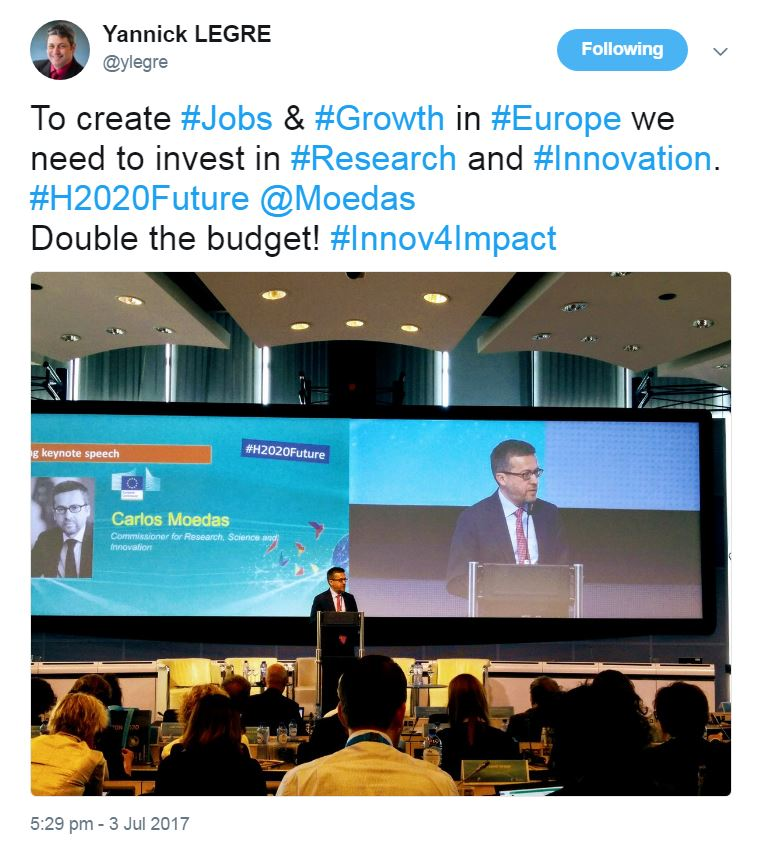 Yannick LEGRE
@ylegre
Following
To create #Jobs & #Growth in #Europe we
need to invest in #Research and #Innovation.
#H2020Future @Moedas
Double the budget! #Innov4Impact
g keynote speech
#H2020Future
Carlos Moedas
Commissioner for Research, Science and
Innovation
5:29 pm - 3 Jul 2017